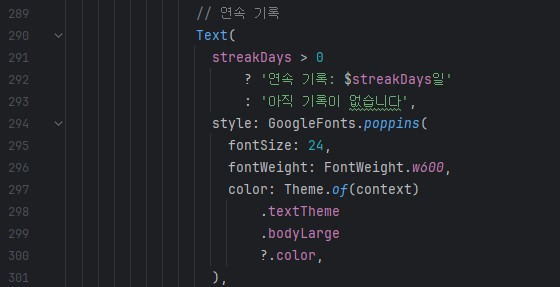 289 // 연속 기록
290 Text(
291 streakDays > 0
292 ? '연속 기록: $streakDays일'
293 : '아직 기록이 없습니다',
294 style: GoogleFonts.poppins(
295 fontSize: 24,
296 fontWeight: FontWeight.w600,
297 color: Theme.of(context)
298 .textTheme
299 .bodyLarge
300 ?.color,
301 ),